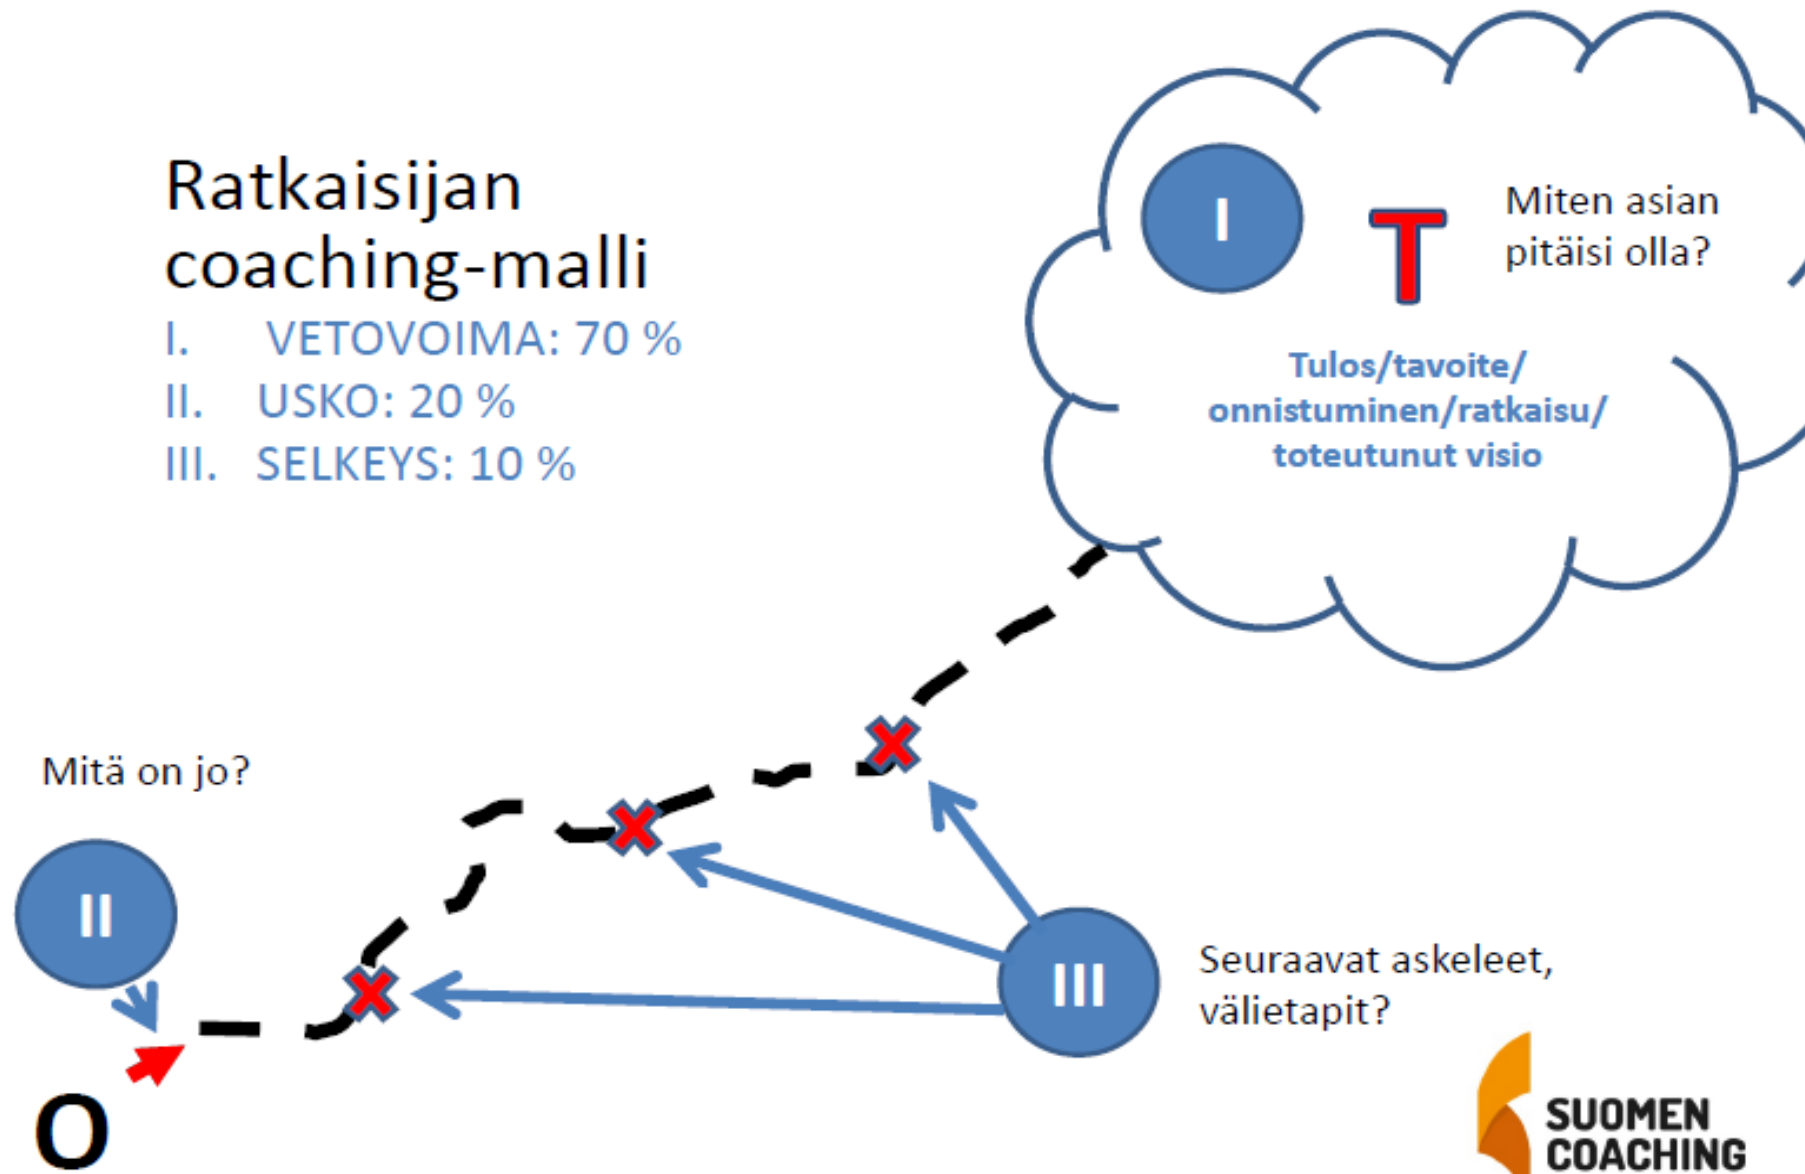 Ratkaisijan
coaching-malli
I. VETOVOIMA: 70 %
II. USKO: 20 %
III. SELKEYS: 10 %
I
T
Miten asian
pitäisi olla?
Tulos/tavoite/
onnistuminen/ratkaisu/
toteutunut visio
Mitä on jo?
II
III
Seuraavat askeleet,
välietapit?
O
SUOMEN
COACHING